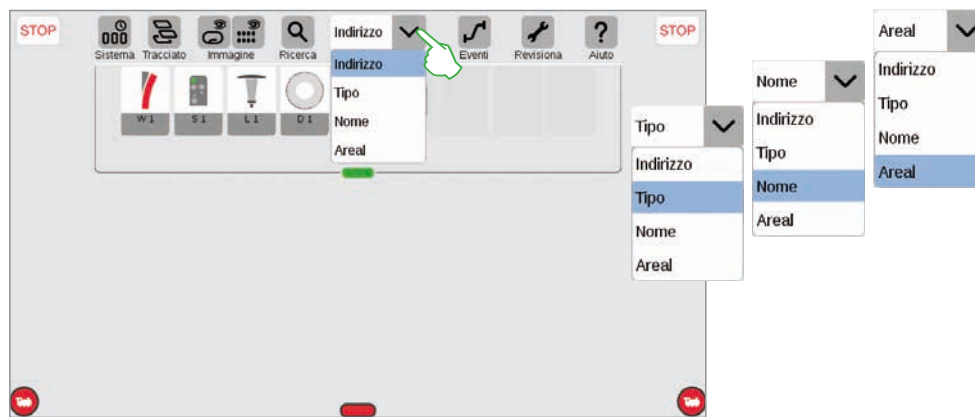 STOP
Sistema
Tracciato
Immagine
Ricerca
Indirizzo
Indirizzo
Tipo
Nome
Areal
Eventi
Revisiona
Aiuto
STOP
W 1
S 1
L 1
D 1
Tipo
Indirizzo
Tipo
Nome
Areal
Nome
Indirizzo
Tipo
Nome
Areal
Areal
Indirizzo
Tipo
Nome
Areal